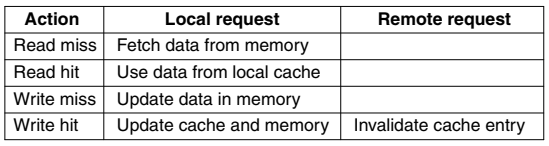 Action Local request Remote request
Read miss Fetch data from memory
Read hit Use data from local cache
Write miss Update data in memory
Write hit Update cache and memory Invalidate cache entry